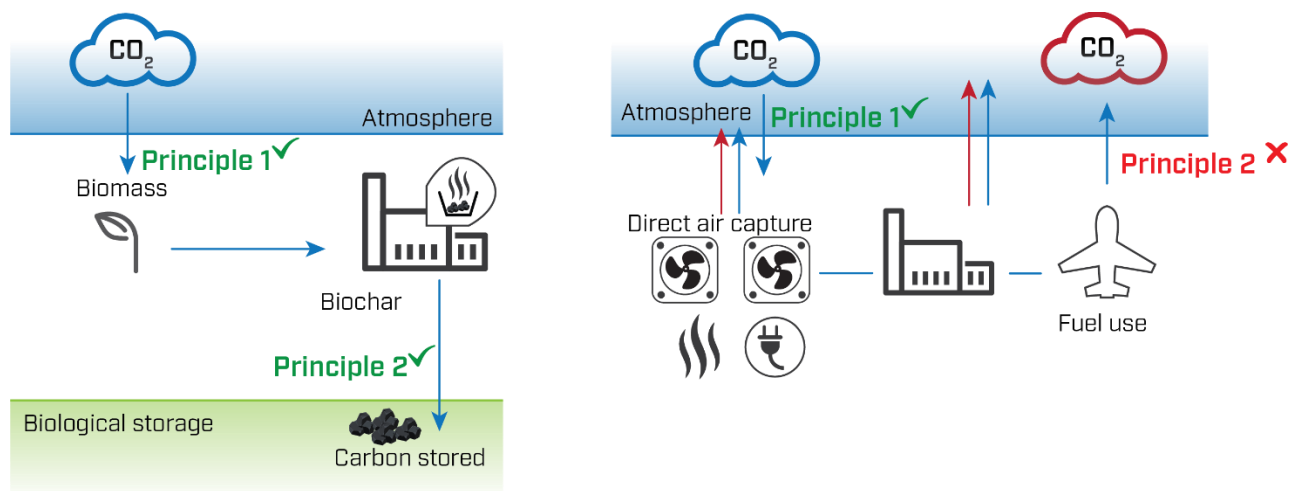 CO₂
Atmosphere
Principle 1✓
Biomass
Biochar
Principle 2✓
Biological storage
Carbon stored
CO₂
CO₂
Atmosphere
Principle 1✓
Principle 2 ✗
Direct air capture
Fuel use